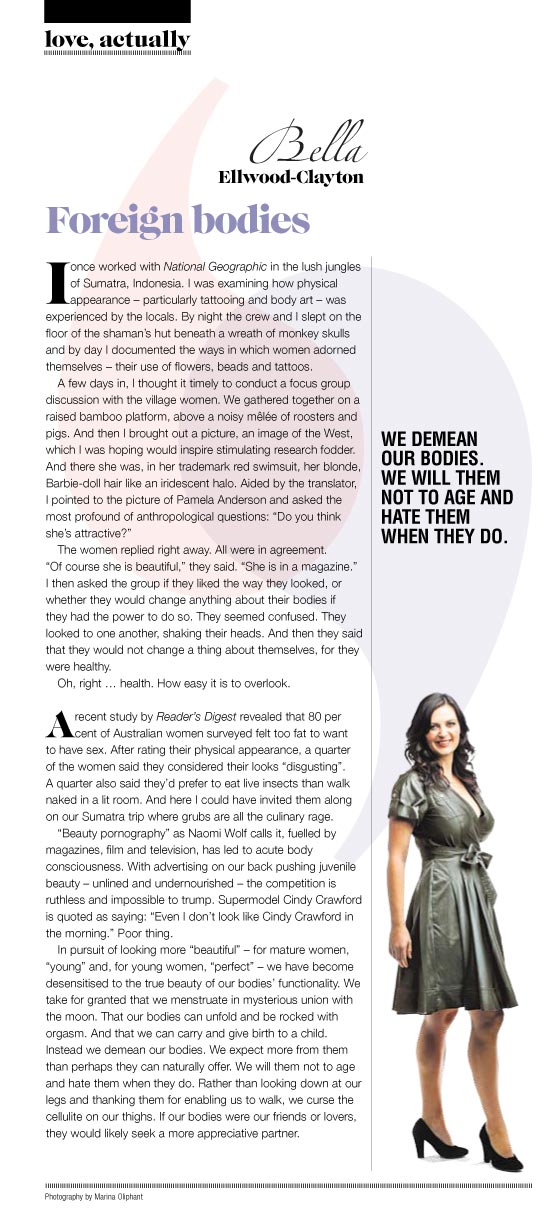 love, actually
Bella
Ellwood-Clayton
Foreign bodies
I once worked with National Geographic in the lush jungles
of Sumatra, Indonesia. I was examining how physical
appearance – particularly tattooing and body art – was
experienced by the locals. By night the crew and I slept on the
floor of the shaman's hut beneath a wreath of monkey skulls
and by day I documented the ways in which women adorned
themselves – their use of flowers, beads and tattoos.
A few days in, I thought it timely to conduct a focus group
discussion with the village women. We gathered together on a
raised bamboo platform, above a noisy mêlée of roosters and
pigs. And then I brought out a picture, an image of the West,
which I was hoping would inspire stimulating research fodder.
And there she was, in her trademark red swimsuit, her blonde,
Barbie-doll hair like an iridescent halo. Aided by the translator,
I pointed to the picture of Pamela Anderson and asked the
most profound of anthropological questions: “Do you think
she's attractive?”
The women replied right away. All were in agreement.
“Of course she is beautiful,” they said. “She is in a magazine.”
I then asked the group if they liked the way they looked, or
whether they would change anything about their bodies if
they had the power to do so. They seemed confused. They
looked to one another, shaking their heads. And then they said
that they would not change a thing about themselves, for they
were healthy.
Oh, right … health. How easy it is to overlook.
A recent study by Reader's Digest revealed that 80 per
cent of Australian women surveyed felt too fat to want
to have sex. After rating their physical appearance, a quarter
of the women said they considered their looks “disgusting”.
A quarter also said they'd prefer to eat live insects than walk
naked in a lit room. And here I could have invited them along
on our Sumatra trip where grubs are all the culinary rage.
“Beauty pornography” as Naomi Wolf calls it, fuelled by
magazines, film and television, has led to acute body
consciousness. With advertising on our back pushing juvenile
beauty – unlined and undernourished – the competition is
ruthless and impossible to trump. Supermodel Cindy Crawford
is quoted as saying: “Even I don't look like Cindy Crawford in
the morning.” Poor thing.
In pursuit of looking more “beautiful” – for mature women,
“young” and, for young women, “perfect” – we have become
desensitised to the true beauty of our bodies' functionality. We
take for granted that we menstruate in mysterious union with
the moon. That our bodies can unfold and be rocked with
orgasm. And that we can carry and give birth to a child.
Instead we demean our bodies. We expect more from them
than perhaps they can naturally offer. We will them not to age
and hate them when they do. Rather than looking down at our
legs and thanking them for enabling us to walk, we curse the
cellulite on our thighs. If our bodies were our friends or lovers,
they would likely seek a more appreciative partner.
WE DEMEAN
OUR BODIES.
WE WILL THEM
NOT TO AGE AND
HATE THEM
WHEN THEY DO.
Photography by Marina Oliphant